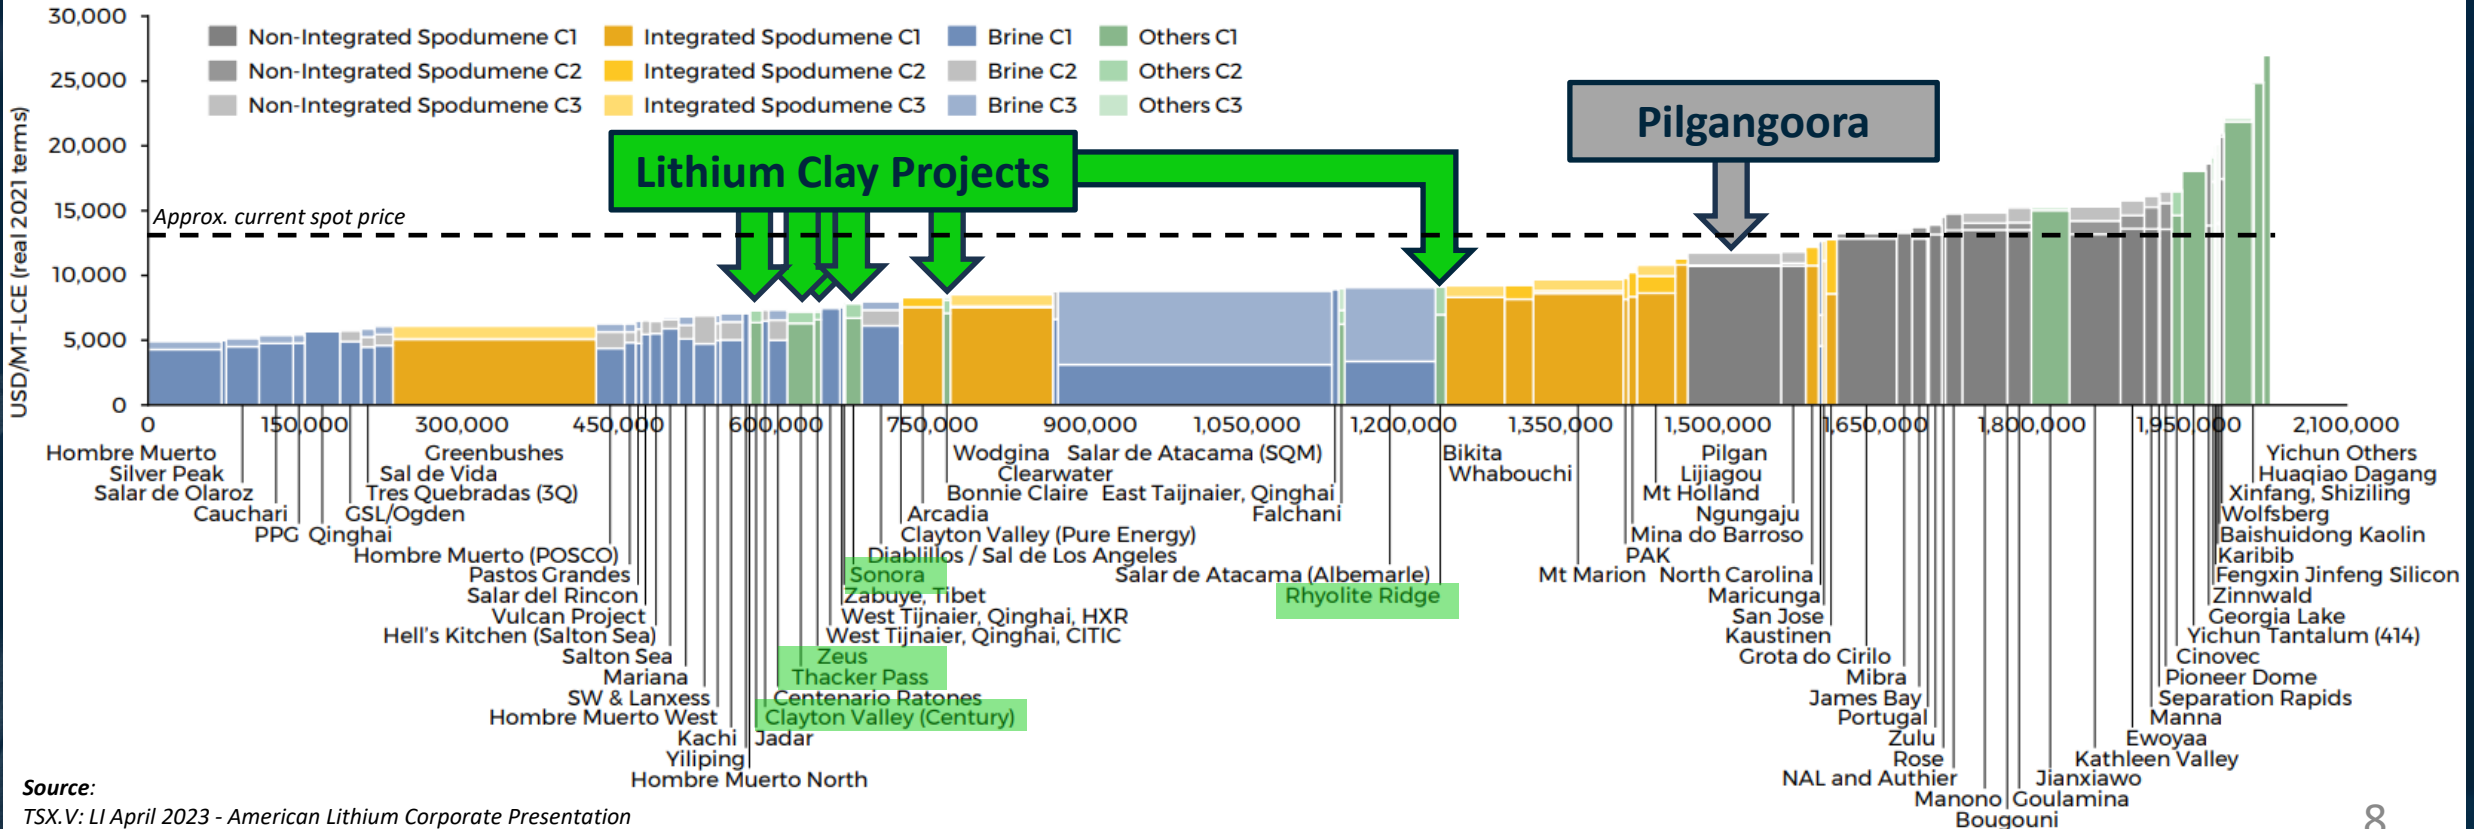 30,000
25,000
20,000
15,000
10,000
5,000
0
USD/MT-LCE (real 2021 terms)
Non-Integrated Spodumene C1
Integrated Spodumene C1
Brine C1
Others C1
Non-Integrated Spodumene C2
Integrated Spodumene C2
Brine C2
Others C2
Non-Integrated Spodumene C3
Integrated Spodumene C3
Brine C3
Others C3
Lithium Clay Projects
Pilgangoora
Approx. current spot price
0
150,000
300,000
450,000
600,000
750,000
900,000
1,050,000
1,200,000
1,350,000
1,500,000
1,650,000
1,800,000
1,950,000
2,100,000
Hombre Muerto
Silver Peak
Salar de Olaroz
Cauchari
PPG
Qinghai
GSL/Ogden
Tres Quebradas (3Q)
Sal de Vida
Greenbushes
Hombre Muerto (POSCO)
Pastos Grandes
Salar del Rincon
Vulcan Project
Hell's Kitchen (Salton Sea)
Salton Sea
Mariana
SW & Lanxess
Hombre Muerto West
Kachi
Yiliping
Hombre Muerto North
Jadar
Clayton Valley (Century)
Centenario Ratones
Thacker Pass
Zeus
West Tijnaier, Qinghai, CITIC
West Tijnaier, Qinghai, HXR
Zabuye, Tibet
Sonora
Diablillos / Sal de Los Angeles
Clayton Valley (Pure Energy)
Arcadia
Bonnie Claire
Clearwater
Wodgina
Salar de Atacama (SQM)
East Taijnaier, Qinghai
Falchani
Salar de Atacama (Albemarle)
Rhyolite Ridge
Bikita
Whabouchi
Mt Marion
PAK
Mina do Barroso
Mt Holland
Lijiagou
Pilgan
Ngungaju
North Carolina
Maricunga
San Jose
Kaustinen
Grota do Cirilo
Mibra
James Bay
Portugal
Zulu
Rose
NAL and Authier
Manono
Bougouni
Goulamina
Jianxiawo
Kathleen Valley
Ewoyaa
Manna
Separation Rapids
Pioneer Dome
Cinovec
Yichun Tantalum (414)
Georgia Lake
Zinnwald
Fengxin Jinfeng Silicon
Karibib
Baishuidong Kaolin
Wolfsberg
Xinfang, Shiziling
Huaqiao Dagang
Yichun Others
Source:
TSX.V: LI April 2023 - American Lithium Corporate Presentation
8